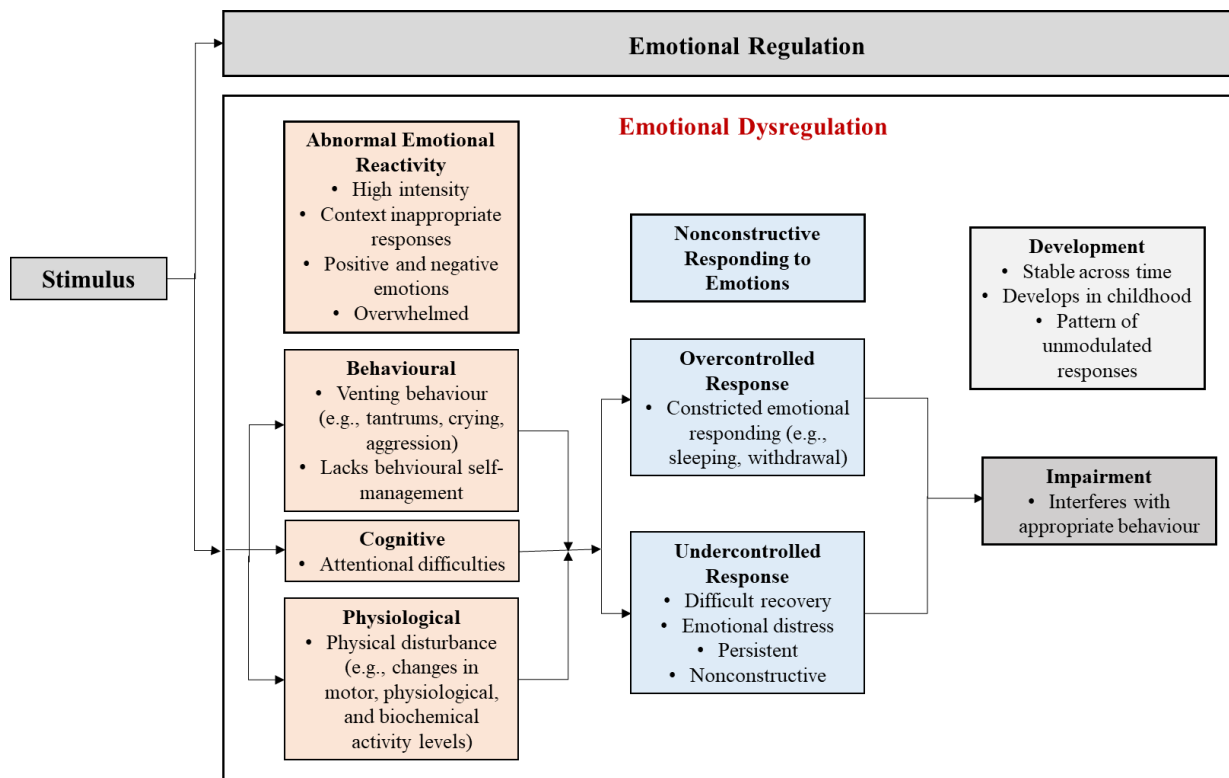 Emotional Regulation
Emotional Dysregulation
Stimulus
Abnormal Emotional
Reactivity
• High intensity
• Context inappropriate
responses
• Positive and negative
emotions
• Overwhelmed
Behavioural
• Venting behaviour
(e.g., tantrums, crying,
aggression)
• Lacks behvioural self-
management
Cognitive
• Attentional difficulties
Physiological
• Physical disturbance
(e.g., changes in
motor, physiological,
and biochemical
activity levels)
Nonconstructive
Responding to
Emotions
Overcontrolled
Response
• Constricted emotional
responding (e.g.,
sleeping, withdrawal)
Undercontrolled
Response
• Difficult recovery
• Emotional distress
• Persistent
• Nonconstructive
Development
• Stable across time
• Develops in childhood
• Pattern of
unmodulated
responses
Impairment
• Interferes with
appropriate behaviour